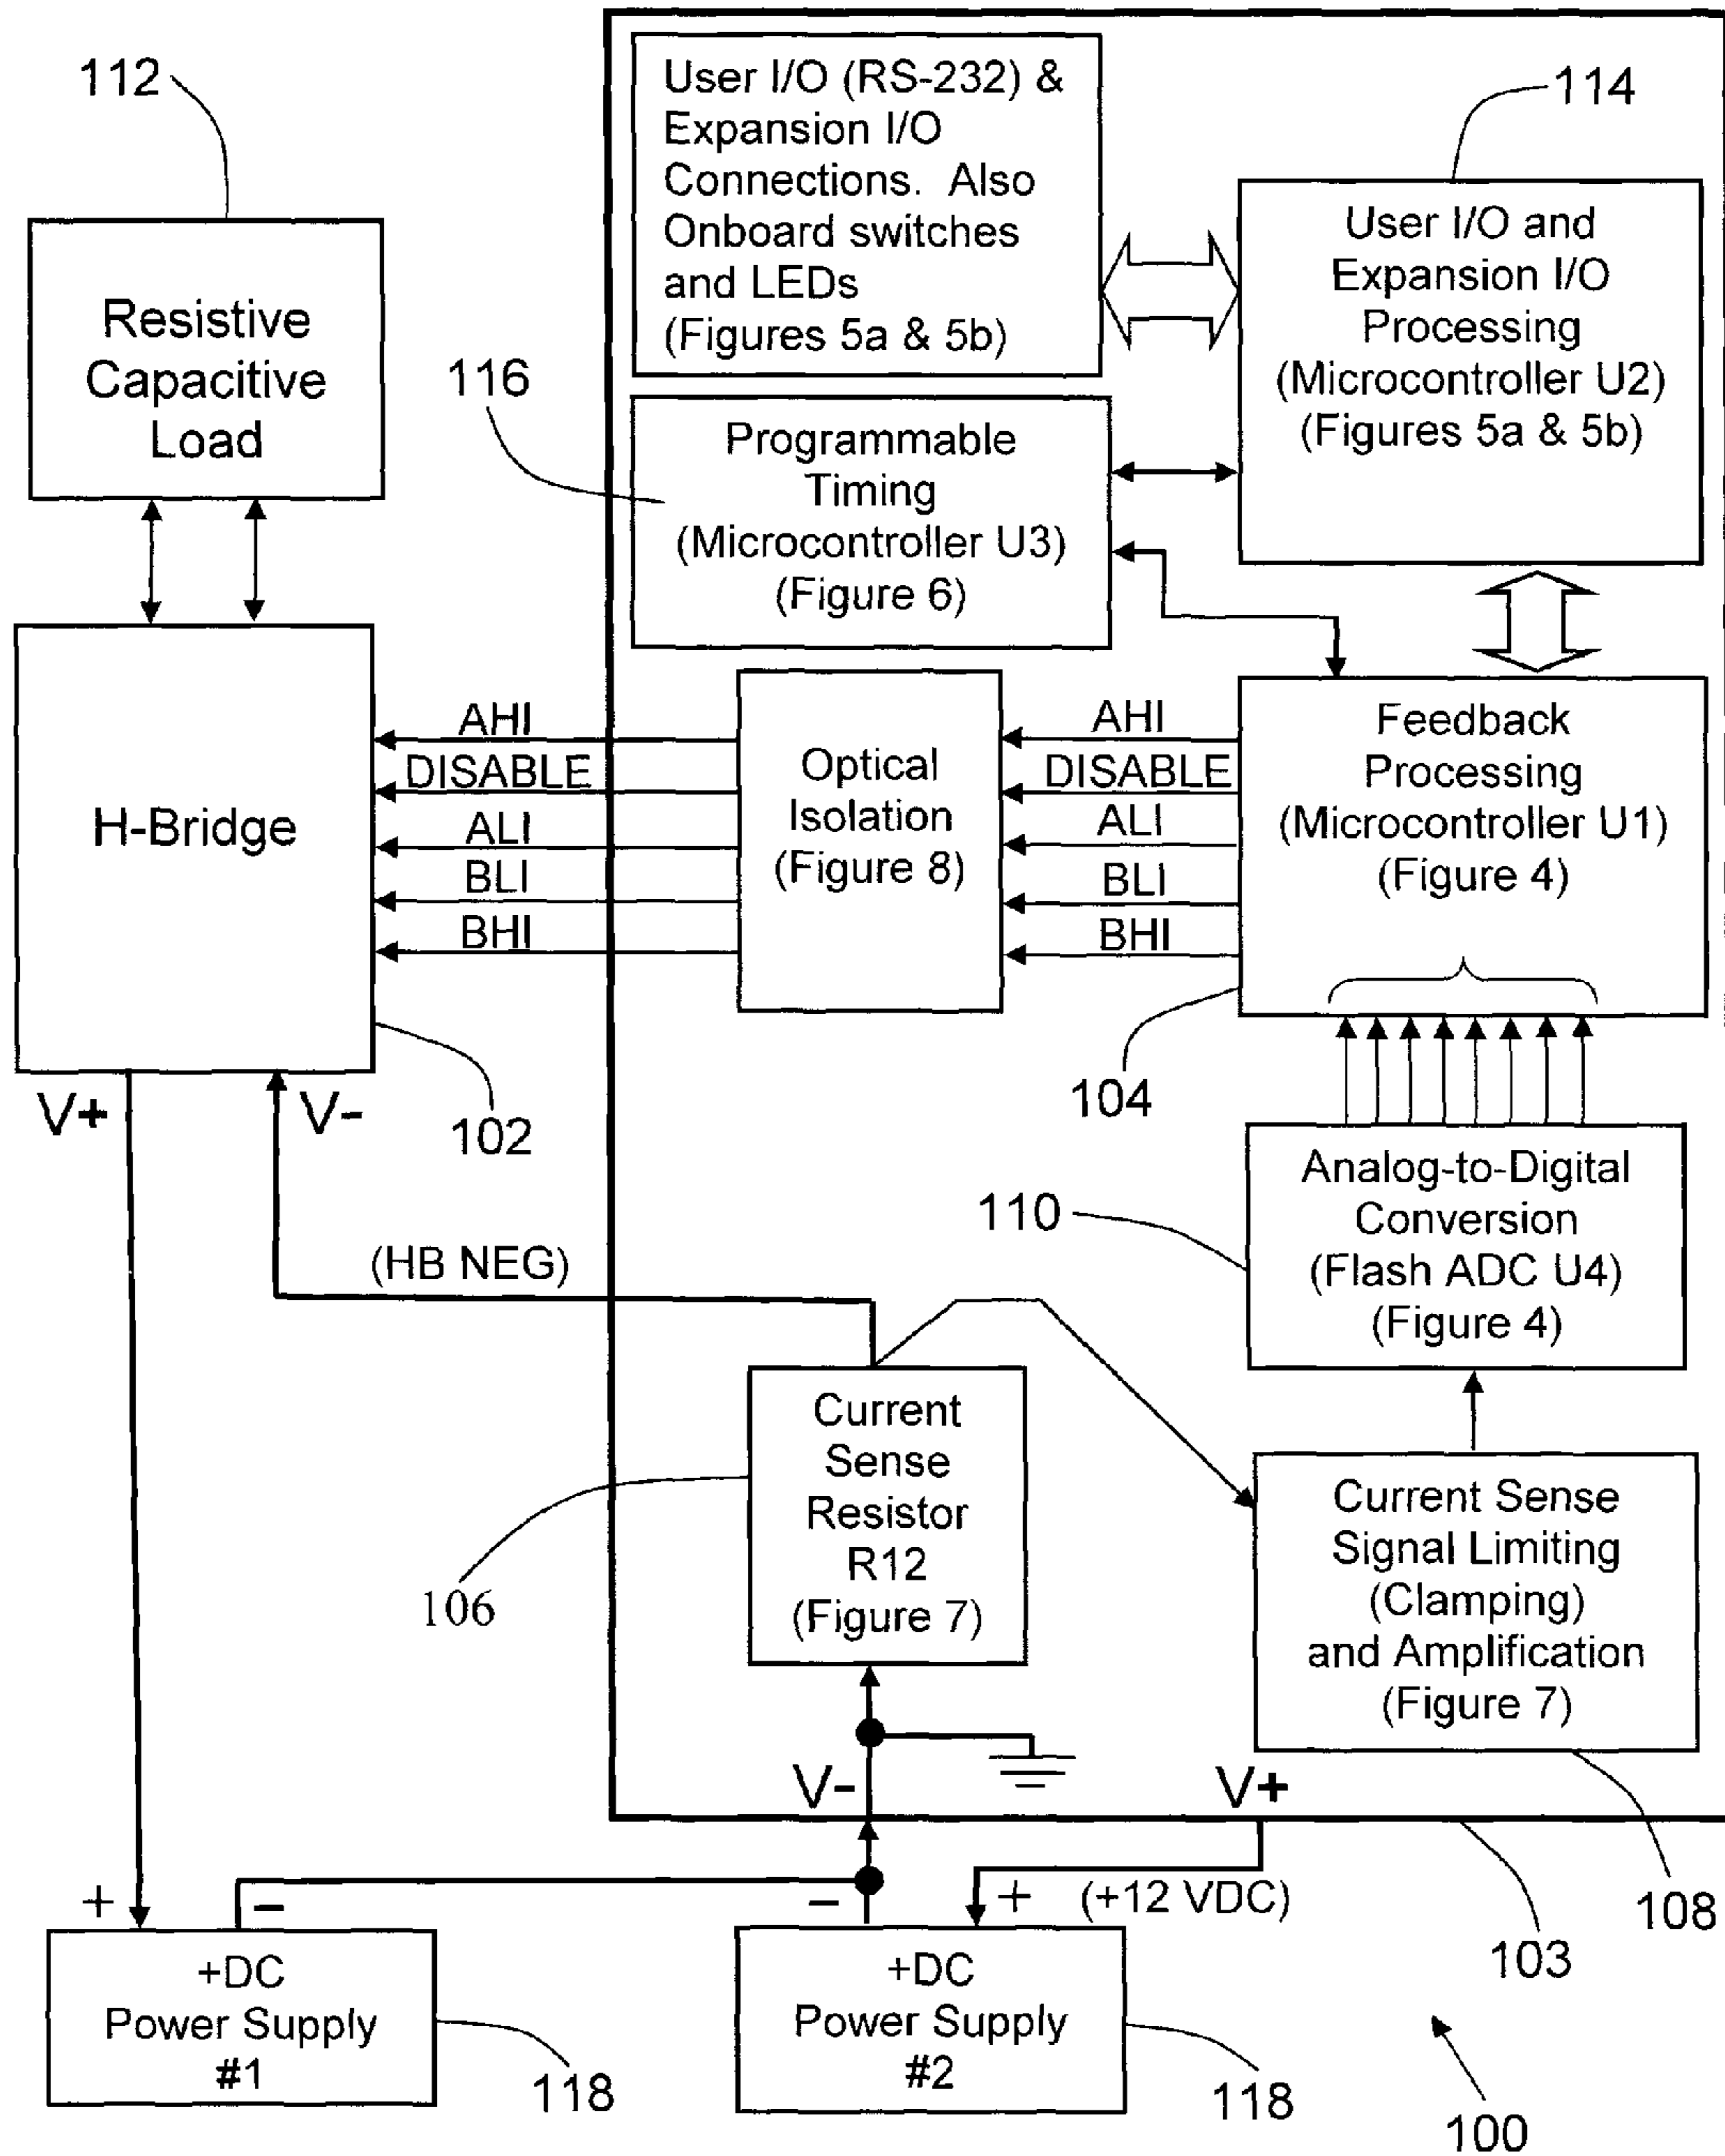 112
Resistive
Capacitive
Load
User I/O (RS-232) &
Expansion I/O
Connections.  Also
Onboard switches
and LEDs
(Figures 5a & 5b)
114
User I/O and
Expansion I/O
Processing
(Microcontroller U2)
(Figures 5a & 5b)
116
Programmable
Timing
(Microcontroller U3)
(Figure 6)
H-Bridge
AHI
DISABLE
ALI
BLI
BHI
Optical
Isolation
(Figure 8)
AHI
DISABLE
ALI
BLI
BHI
Feedback
Processing
(Microcontroller U1)
(Figure 4)
104
V+
V-
102
110
Analog-to-Digital
Conversion
(Flash ADC U4)
(Figure 4)
(HB NEG)
106
Current
Sense
Resistor
R12
(Figure 7)
Current Sense
Signal Limiting
(Clamping)
and Amplification
(Figure 7)
V-
V+
108
103
+
−
−
+
(+12 VDC)
+DC
Power Supply
#1
118
+DC
Power Supply
#2
118
100